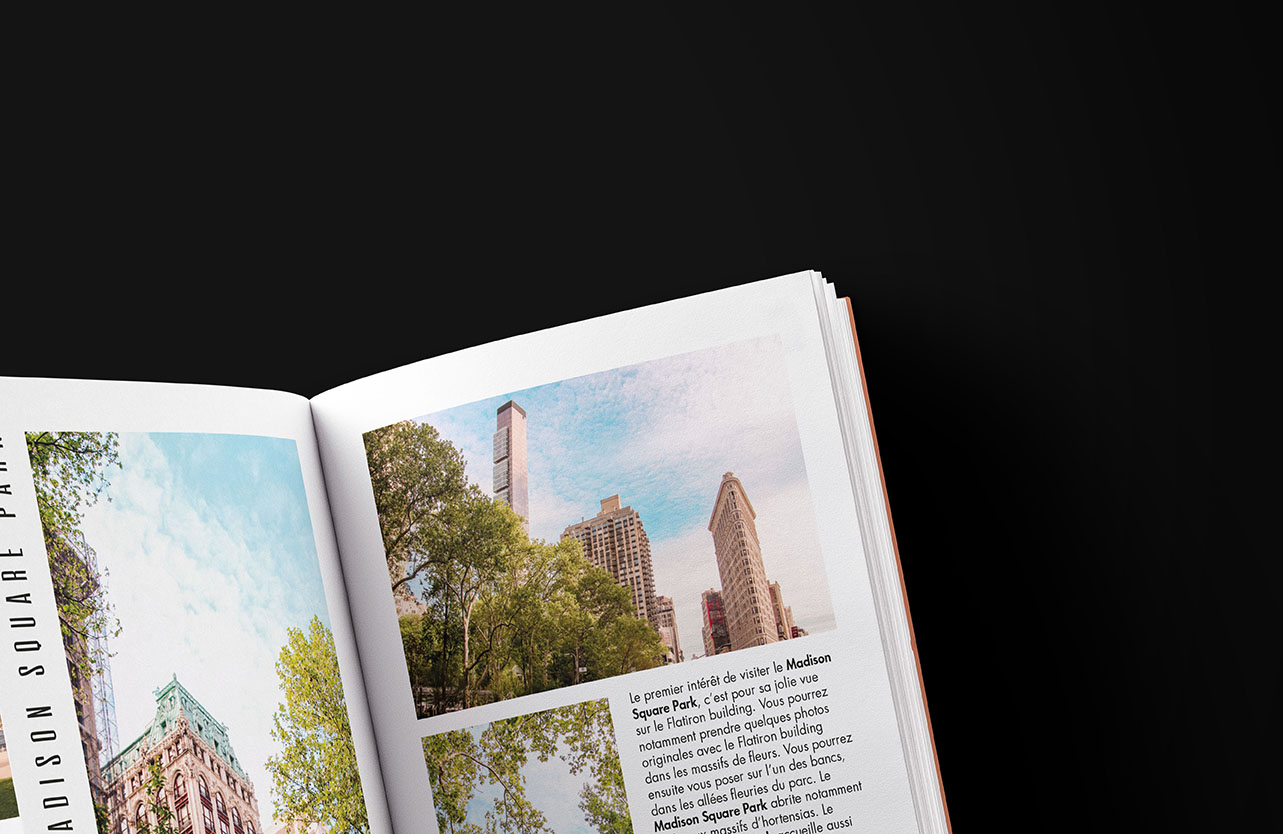 ADISON SQUARE PARK
Le premier intérêt de visiter le Madison
Square Park, c'est pour sa jolie vue
sur le Flatiron building. Vous pourrez
notamment prendre quelques photos
originales avec le Flatiron building
dans les massifs de fleurs. Vous pourrez
ensuite vous poser sur l'un des bancs,
dans les allées fleuries du parc. Le
Madison Square Park abrite notamment
massifs d'hortensias. Le
accueille aussi